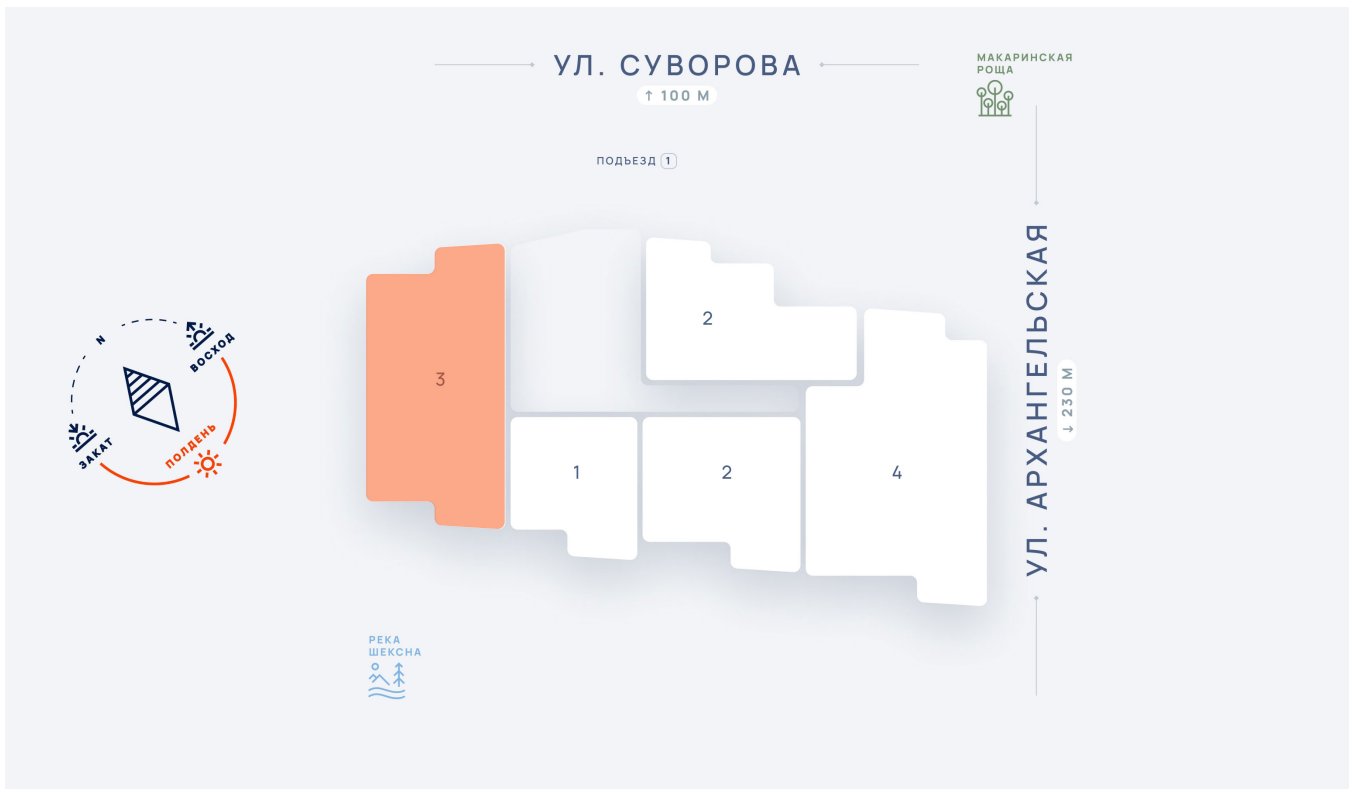 УЛ. СУВОРОВА
↑ 100 М
МАКАРИНСКАЯ
РОЩА
ПОДЪЕЗД 1
УЛ. АРХАНГЕЛЬСКАЯ
↓ 230 М
2
3
1
2
4
N
ВОСХОД
ПОЛДЕНЬ
ЗАКАТ
РЕКА
ШЕКСНА